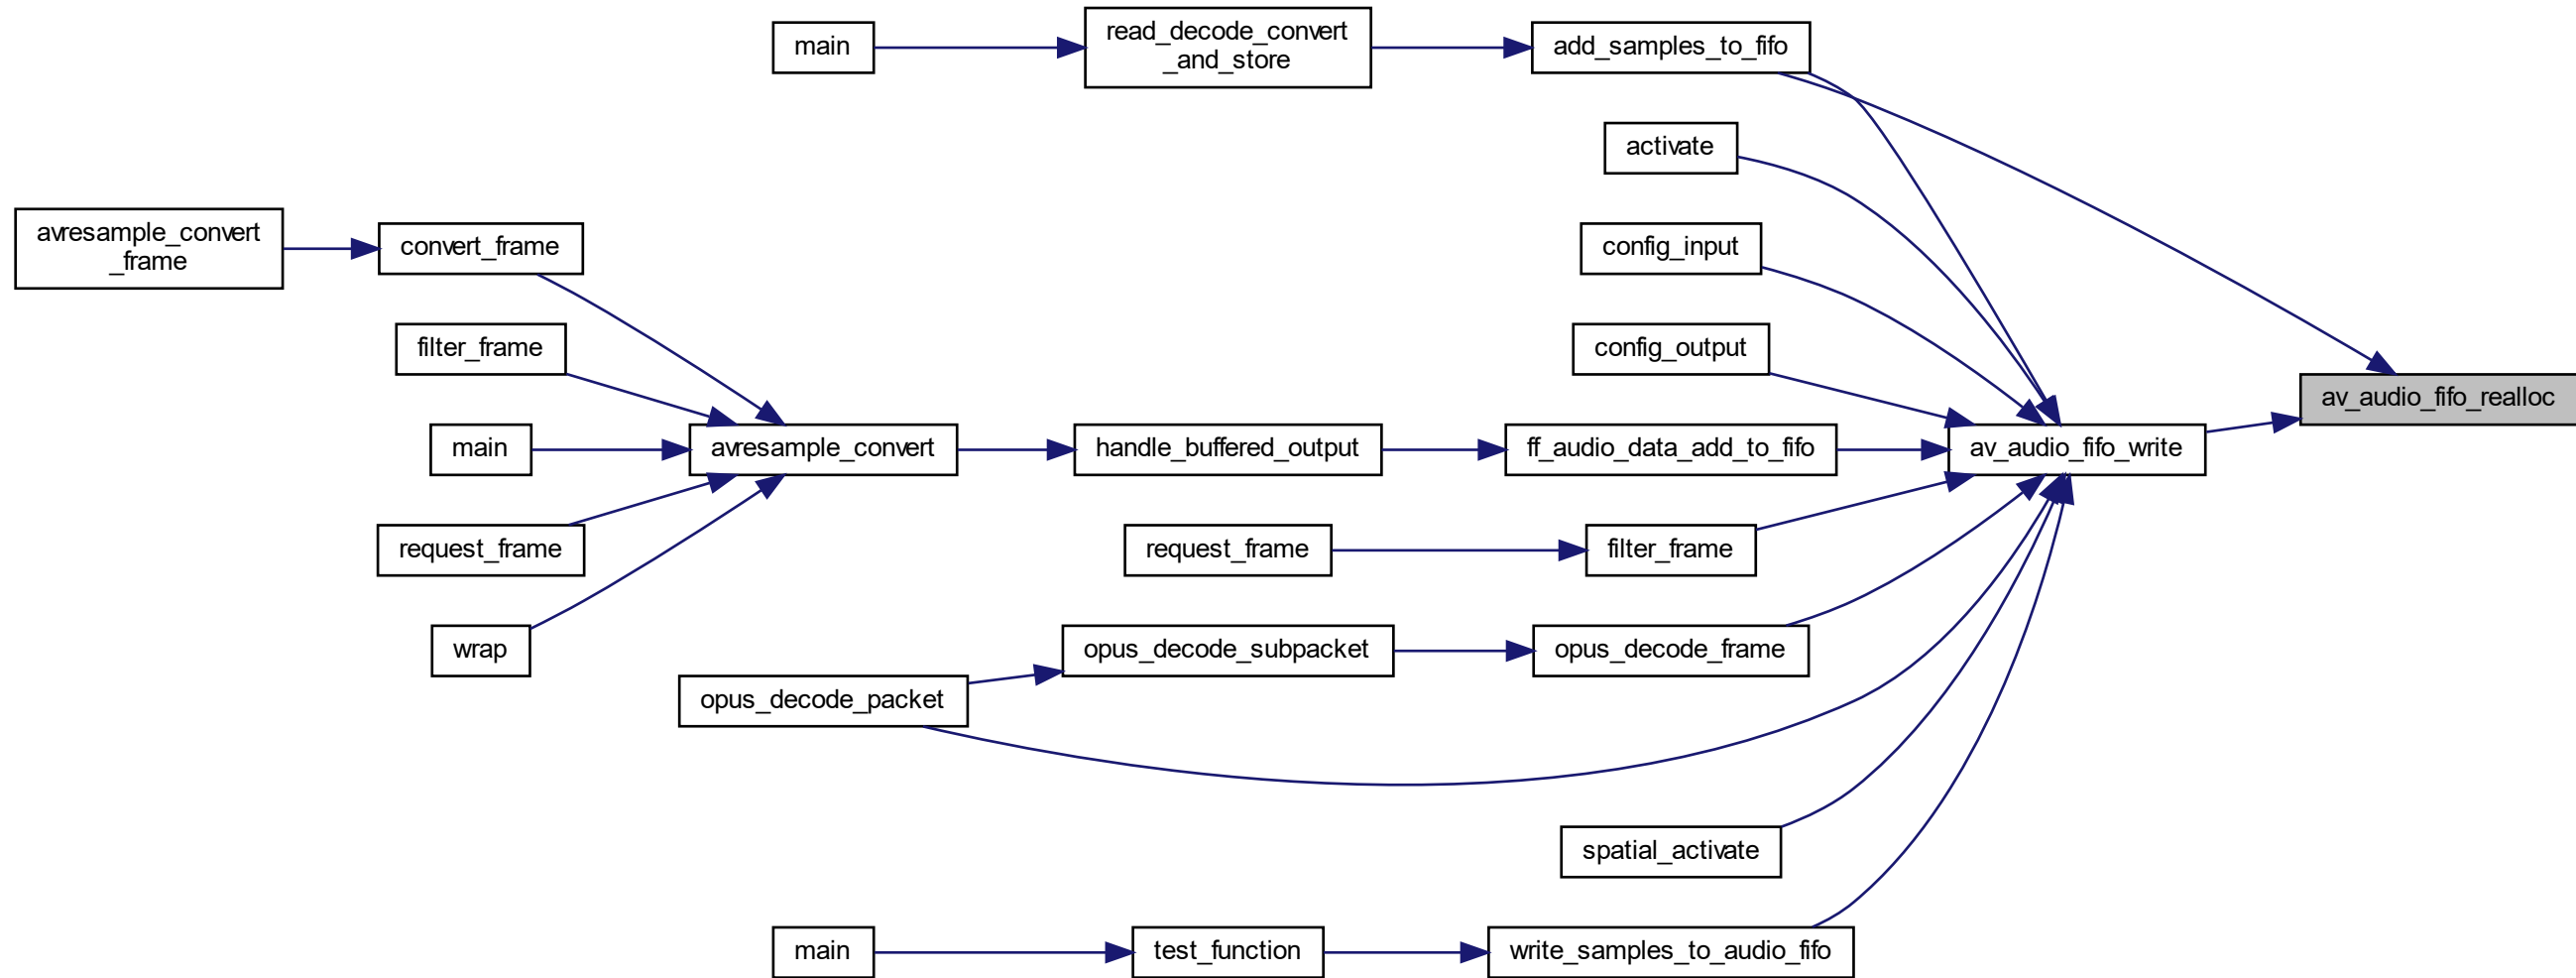 main
read_decode_convert
_and_store
add_samples_to_fifo
activate
avresample_convert
_frame
convert_frame
config_input
filter_frame
config_output
av_audio_fifo_realloc
main
avresample_convert
handle_buffered_output
ff_audio_data_add_to_fifo
av_audio_fifo_write
request_frame
request_frame
filter_frame
wrap
opus_decode_subpacket
opus_decode_frame
opus_decode_packet
spatial_activate
main
test_function
write_samples_to_audio_fifo